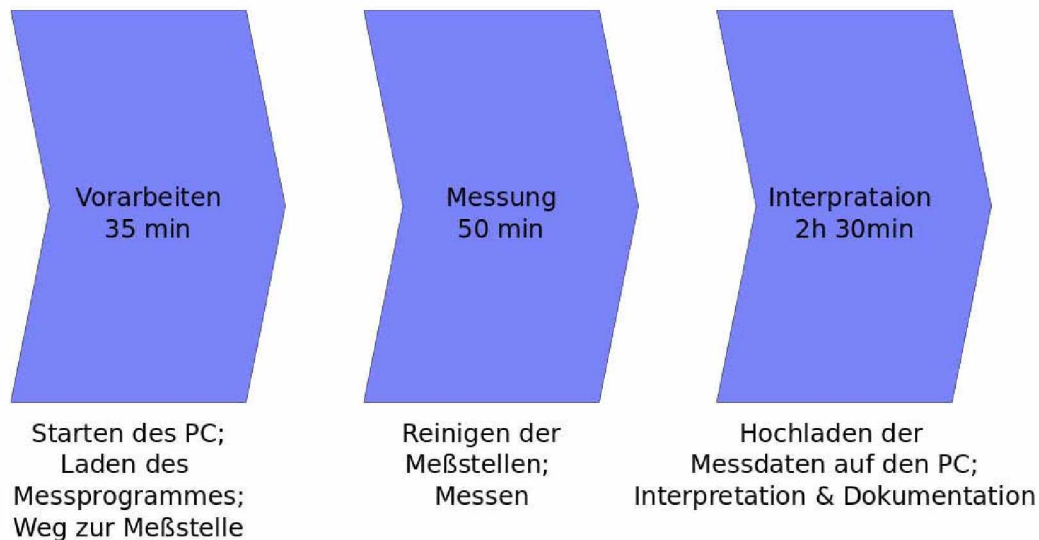 Vorarbeiten
35 min
Starten des PC;
Laden des
Messprogrammes;
Weg zur Meßstelle
Messung
50 min
Reinigen der
Meßstellen;
Messen
Interprataion
2h 30min
Hochladen der
Messdaten auf den PC;
Interpretation & Dokumentation